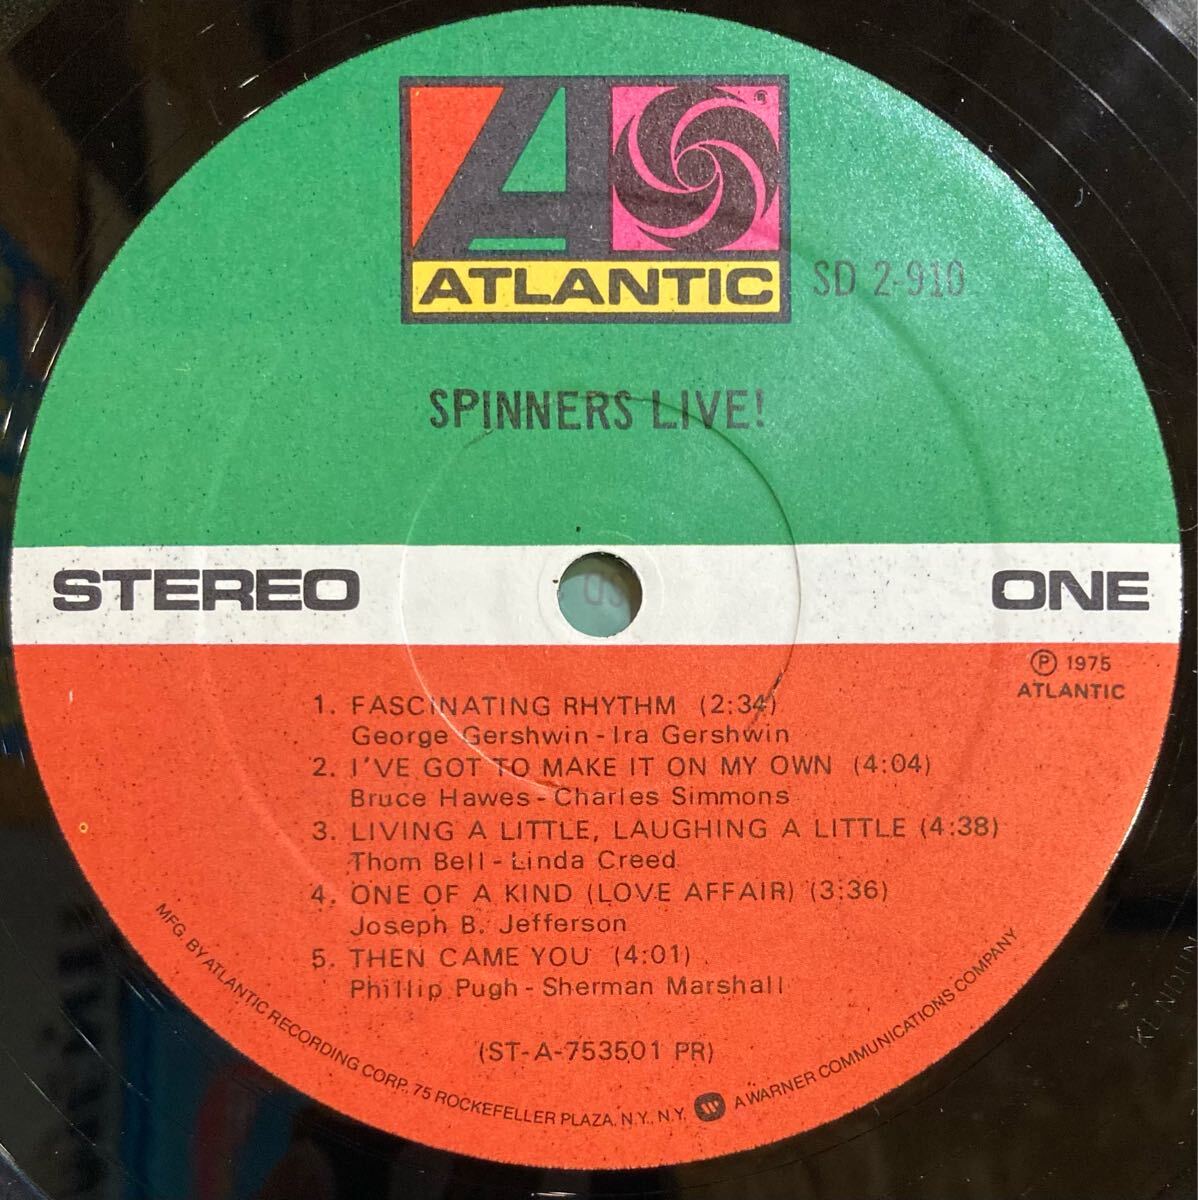 ATLANTIC
®
SD 2-910
SPINNERS LIVE!
STEREO
ONE
Ⓟ 1975
ATLANTIC
1. FASCINATING RHYTHM (2:34)
George Gershwin - Ira Gershwin
2. I'VE GOT TO MAKE IT ON MY OWN (4:04)
Bruce Hawes - Charles Simmons
3. LIVING A LITTLE, LAUGHING A LITTLE (4:38)
Thom Bell - Linda Creed
4. ONE OF A KIND (LOVE AFFAIR) (3:36)
Joseph B. Jefferson
5. THEN CAME YOU (4:01)
Phillip Pugh - Sherman Marshall
(ST-A-753501 PR)
MFG. BY ATLANTIC RECORDING CORP. 75 ROCKEFELLER PLAZA, N.Y., N.Y. A WARNER COMMUNICATIONS COMPANY